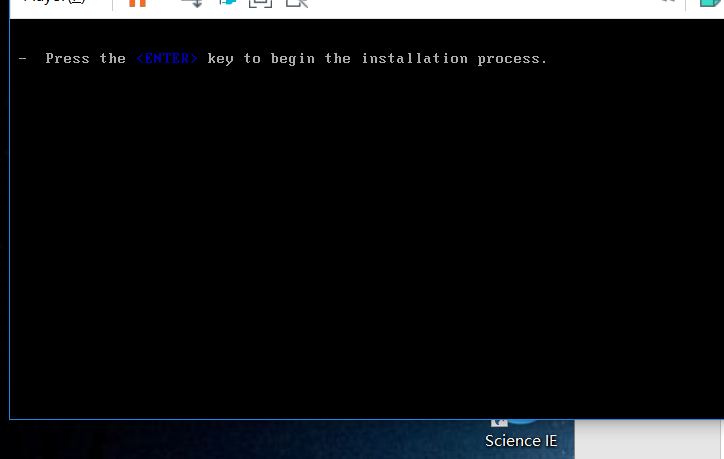 -  Press the <ENTER> key to begin the installation process.
Science IE